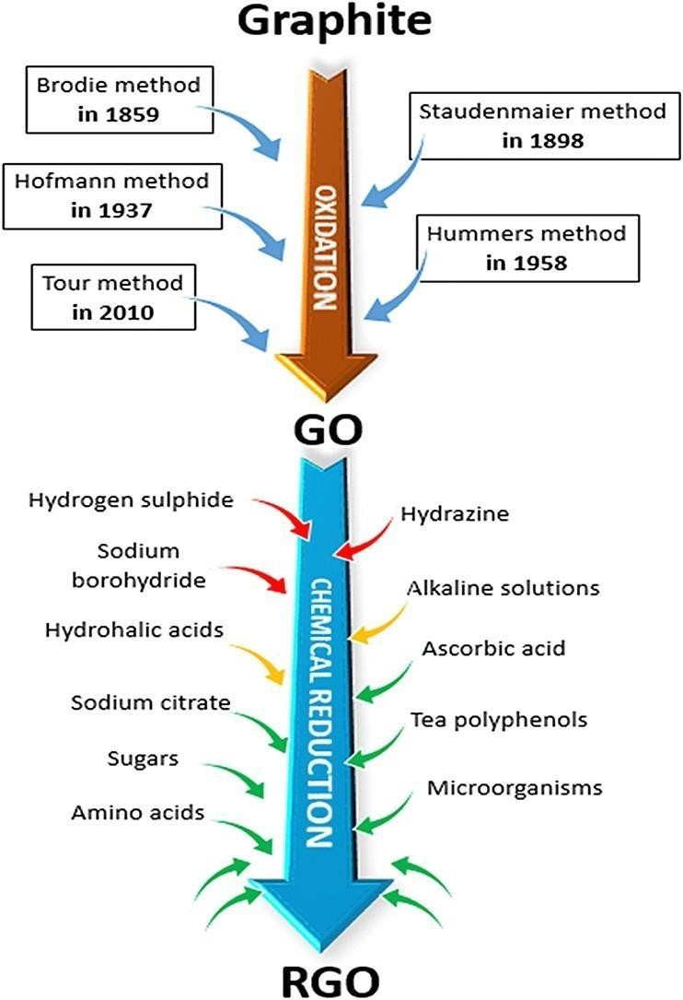 Graphite
Brodie method
in 1859
Staudenmaier method
in 1898
Hofmann method
in 1937
Hummers method
in 1958
Tour method
in 2010
OXIDATION
GO
Hydrogen sulphide
Hydrazine
Sodium
borohydride
Alkaline solutions
Hydrohalic acids
Ascorbic acid
Sodium citrate
Tea polyphenols
Sugars
Microorganisms
Amino acids
CHEMICAL REDUCTION
RGO